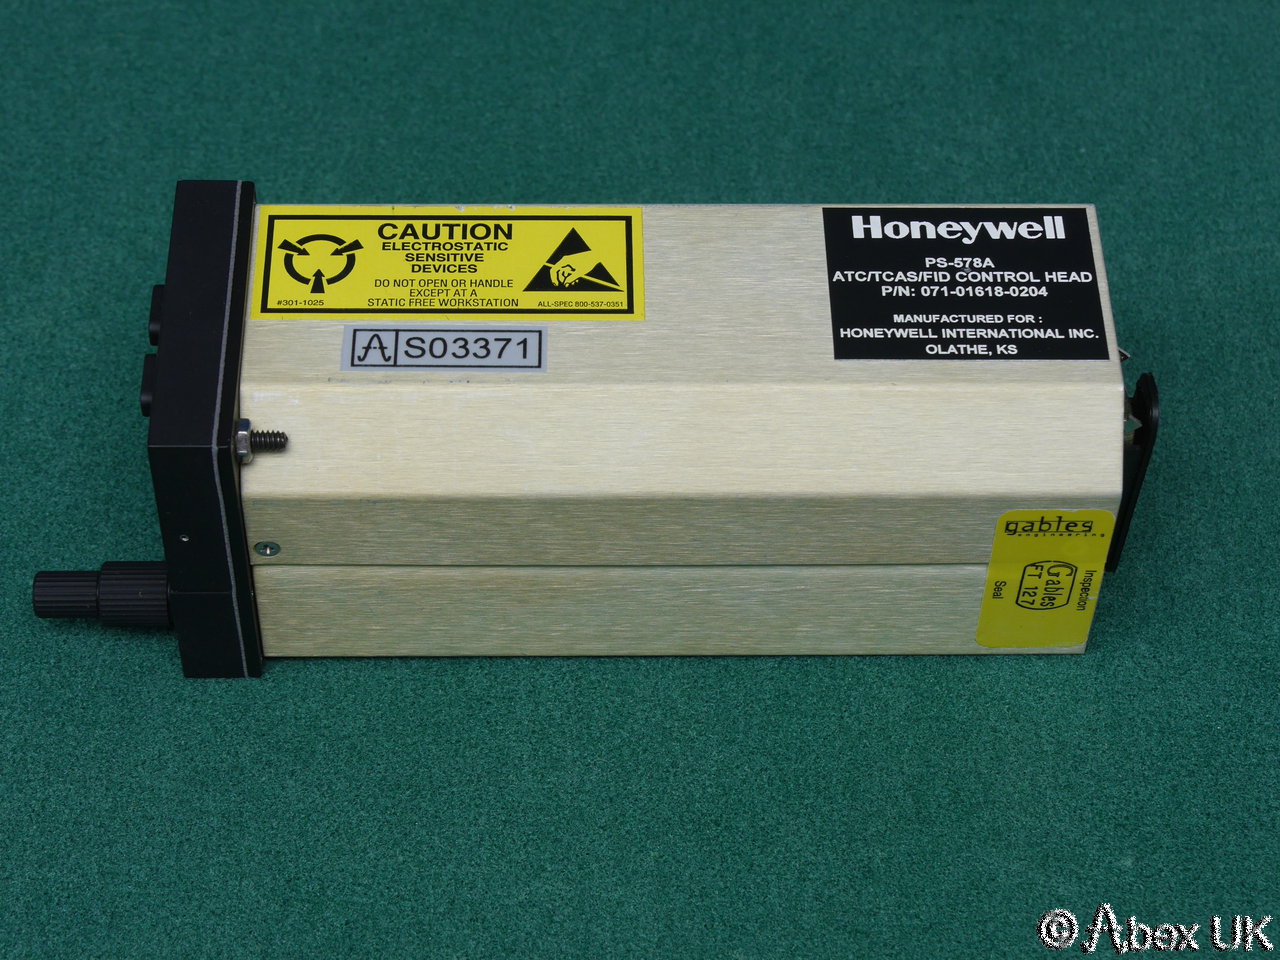 CAUTION
ELECTROSTATIC
SENSITIVE
DEVICES
DO NOT OPEN OR HANDLE
EXCEPT AT A
STATIC FREE WORKSTATION
#301-1025
ALL-SPEC 800-537-0351
A S03371
Honeywell
PS-578A
ATC/TCAS/FID CONTROL HEAD
P/N: 071-01618-0204
MANUFACTURED FOR :
HONEYWELL INTERNATIONAL INC.
OLATHE, KS
gables
engineering
Inspection
Gables
FT 127
Seal
© Abex UK